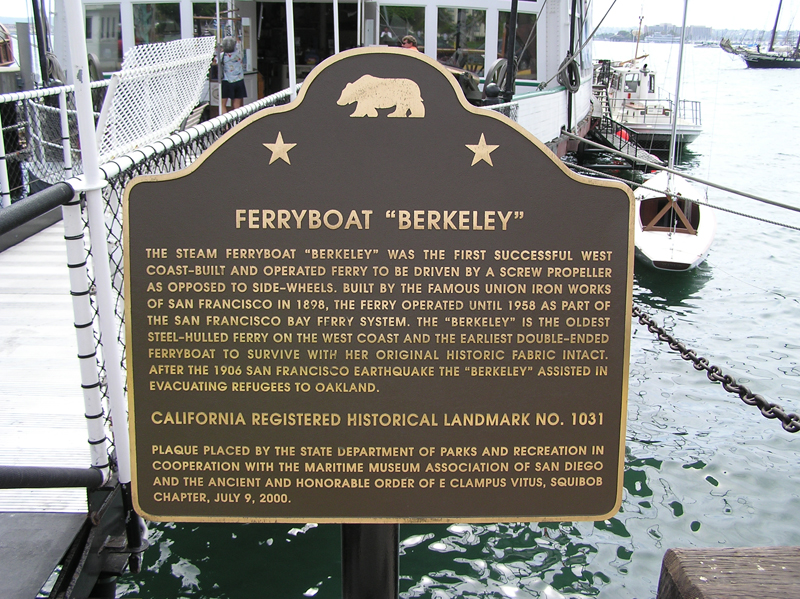 FERRYBOAT "BERKELEY"
THE STEAM FERRYBOAT "BERKELEY" WAS THE FIRST SUCCESSFUL WEST
COAST-BUILT AND OPERATED FERRY TO BE DRIVEN BY A SCREW PROPELLER
AS OPPOSED TO SIDE-WHEELS. BUILT BY THE FAMOUS UNION IRON WORKS
OF SAN FRANCISCO IN 1898, THE FERRY OPERATED UNTIL 1958 AS PART OF
THE SAN FRANCISCO BAY FERRY SYSTEM. THE "BERKELEY" IS THE OLDEST
STEEL-HULLED FERRY ON THE WEST COAST AND THE EARLIEST DOUBLE-ENDED
FERRYBOAT TO SURVIVE WITH HER ORIGINAL HISTORIC FABRIC INTACT.
AFTER THE 1906 SAN FRANCISCO EARTHQUAKE THE "BERKELEY" ASSISTED IN
EVACUATING REFUGEES TO OAKLAND.
CALIFORNIA REGISTERED HISTORICAL LANDMARK NO. 1031
PLAQUE PLACED BY THE STATE DEPARTMENT OF PARKS AND RECREATION IN
COOPERATION WITH THE MARITIME MUSEUM ASSOCIATION OF SAN DIEGO
AND THE ANCIENT AND HONORABLE ORDER OF E CLAMPUS VITUS, SQUIBOB
CHAPTER, JULY 9, 2000.